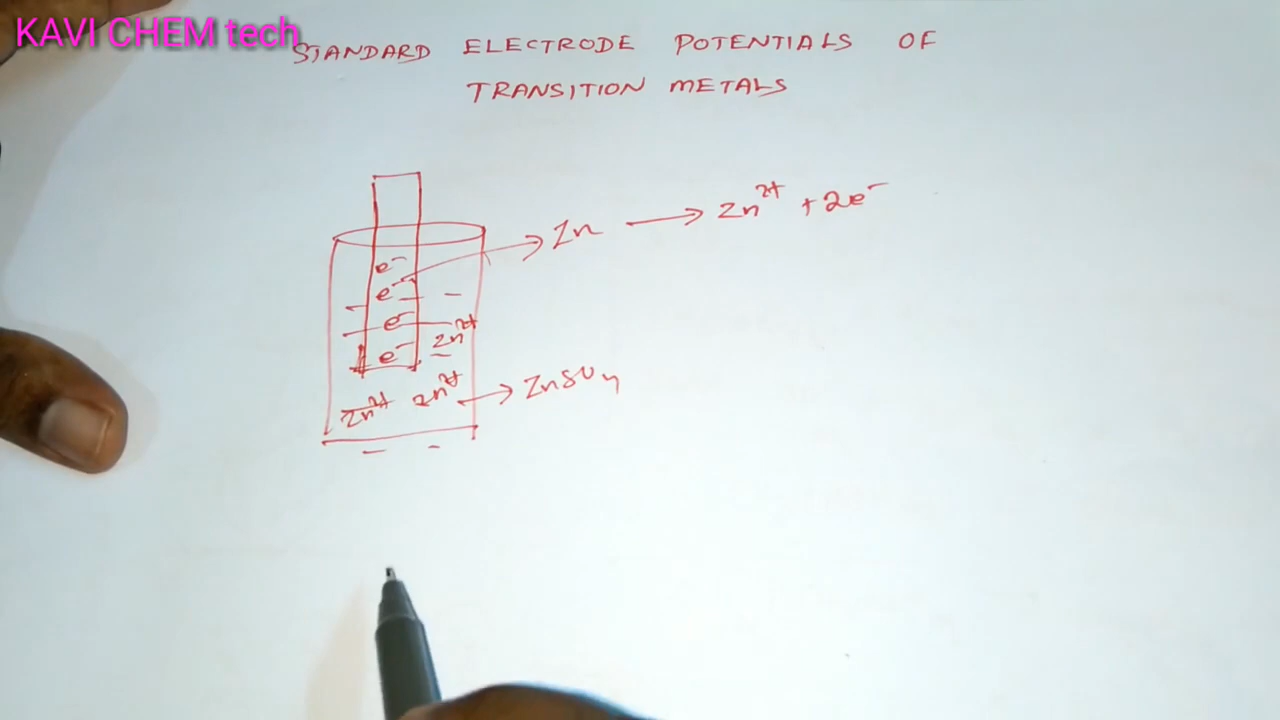 KAVI CHEM tech
STANDARD ELECTRODE POTENTIALS OF
TRANSITION METALS
Zn → Zn²⁺ + 2e⁻
e⁻
e⁻
e⁻
e⁻ Zn²⁺
Zn²⁺ Zn²⁺ → ZnSO₄